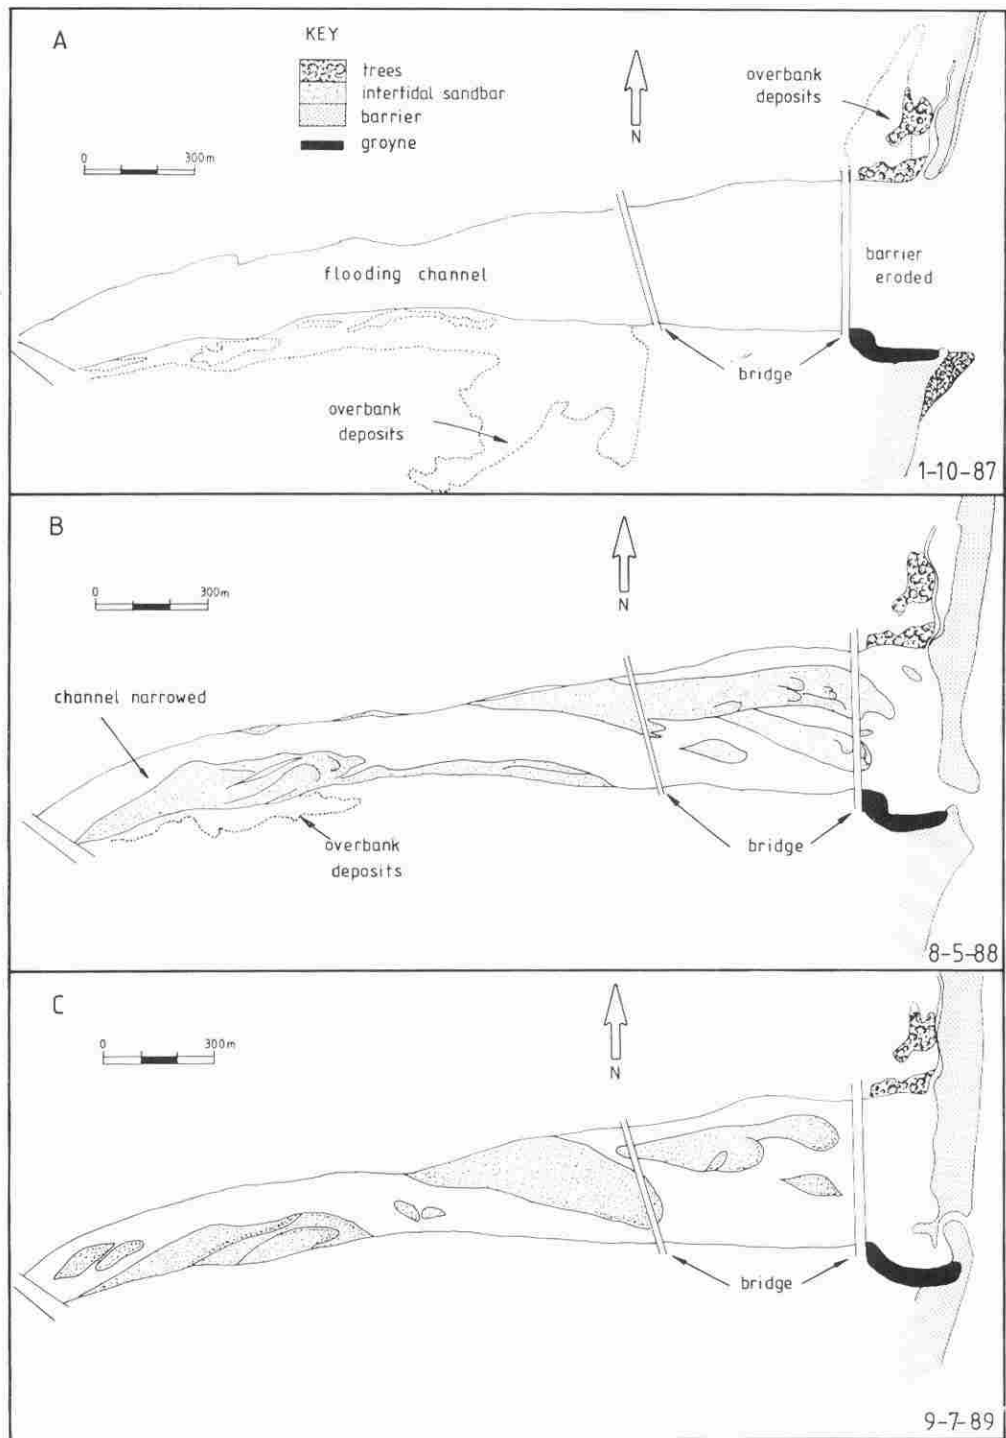 A
KEY
trees
intertidal sandbar
barrier
groyne
0 300m
N
overbank
deposits
flooding channel
barrier
eroded
bridge
overbank
deposits
1-10-87
B
0 300m
N
channel narrowed
overbank
deposits
bridge
8-5-88
C
0 300m
N
bridge
9-7-89